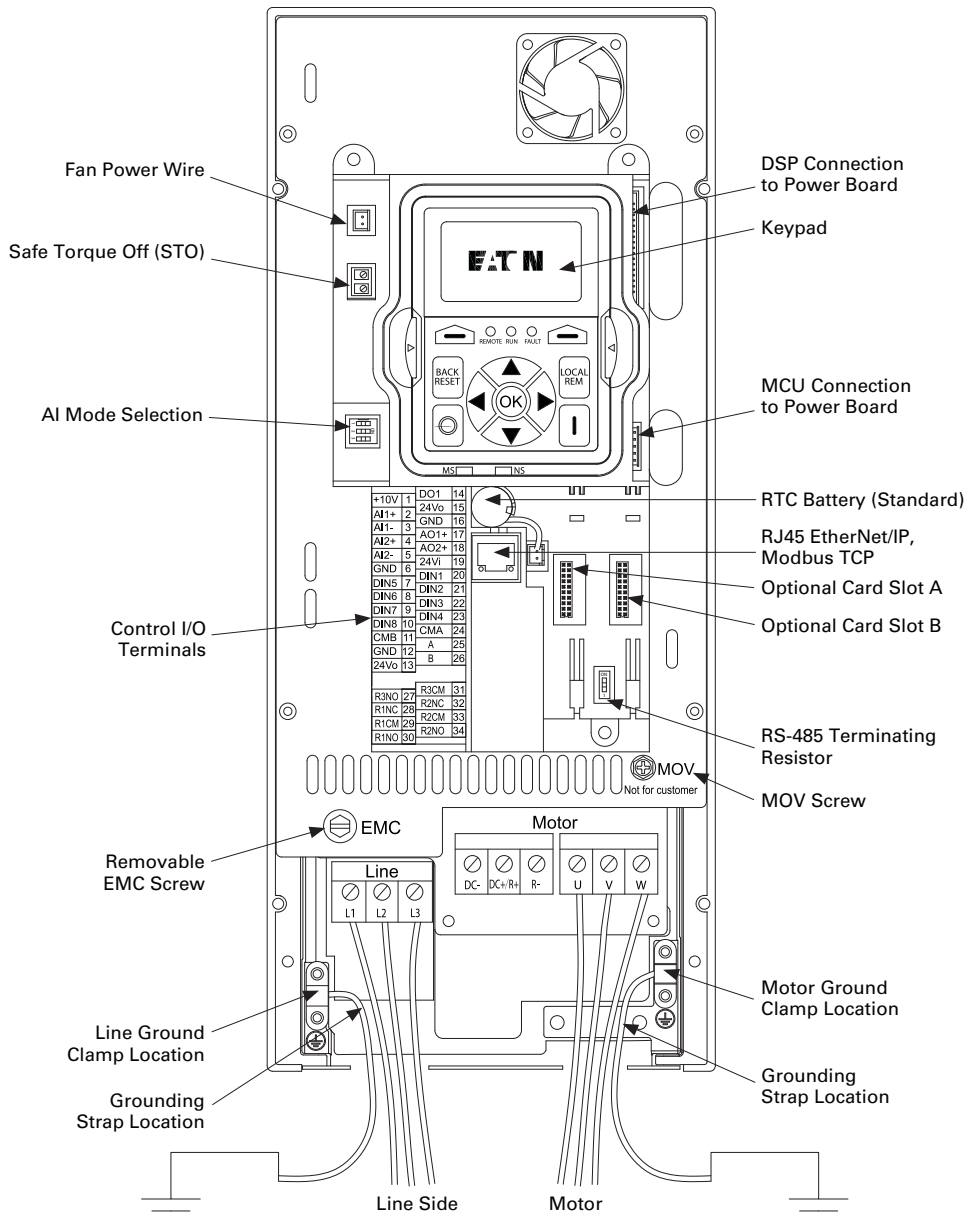 Fan Power Wire
Safe Torque Off (STO)
AI Mode Selection
Control I/O
Terminals
Removable
EMC Screw
Line Ground
Clamp Location
Grounding
Strap Location
DSP Connection
to Power Board
Keypad
MCU Connection
to Power Board
RTC Battery (Standard)
RJ45 EtherNet/IP,
Modbus TCP
Optional Card Slot A
Optional Card Slot B
RS-485 Terminating
Resistor
MOV Screw
Motor Ground
Clamp Location
Grounding
Strap Location
EATON
REMOTE RUN FAULT
BACK
RESET
LOCAL
REM
OK
MS NS
+10V 1
AI1+ 2
AI1- 3
AI2+ 4
AI2- 5
GND 6
DIN5 7
DIN6 8
DIN7 9
DIN8 10
CMB 11
GND 12
24Vo 13
DO1 14
24Vo 15
GND 16
AO1+ 17
AO2+ 18
24Vi 19
DIN1 20
DIN2 21
DIN3 22
DIN4 23
CMA 24
A 25
B 26
R3NO 27
R1NC 28
R1CM 29
R1NO 30
R3CM 31
R2NC 32
R2CM 33
R2NO 34
MOV
Not for customer
EMC
Line
L1 L2 L3
Motor
DC- DC+/R+ R- U V W
Line Side
Motor